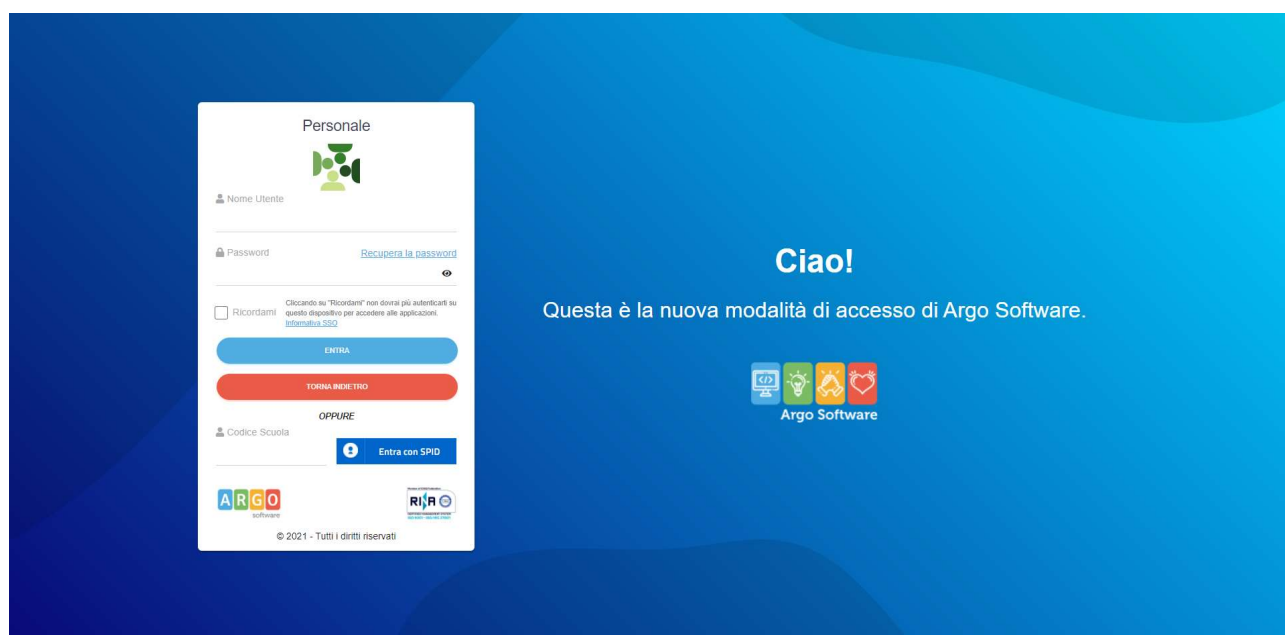 Personale
Nome Utente
Password
Recupera la password
Ricordami
Cliccando su "Ricordami" non dovrai più autenticarti su
questo dispositivo per accedere alle applicazioni.
Informativa SSO
ENTRA
TORNA INDIETRO
OPPURE
Codice Scuola
Entra con SPID
ARGO
software
RINA
© 2021 - Tutti i diritti riservati
Ciao!
Questa è la nuova modalità di accesso di Argo Software.
Argo Software